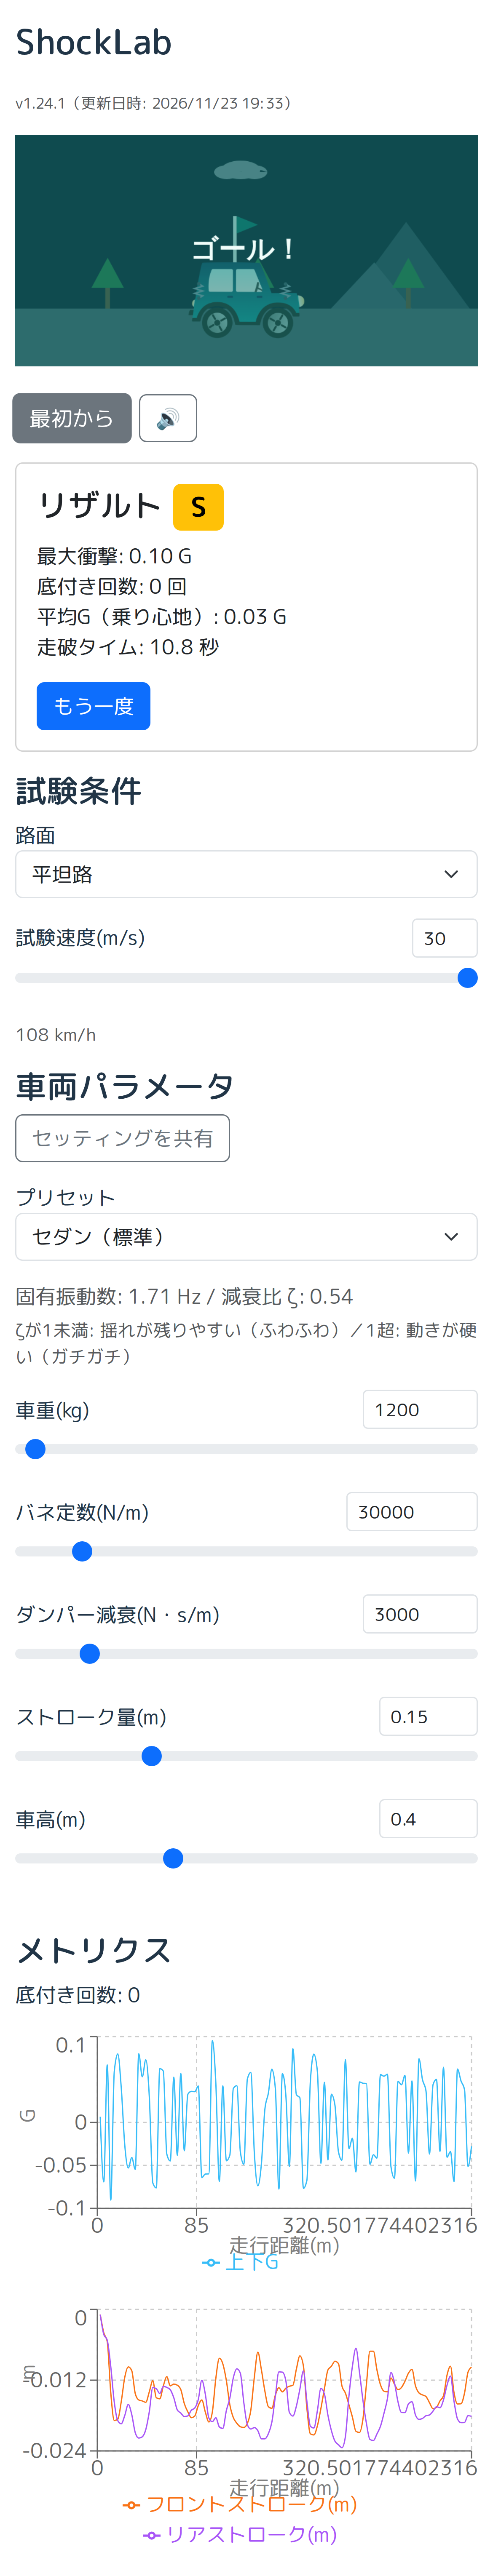 ShockLab
v1.24.1（更新日時: 2026/11/23 19:33）
ゴール！
最初から
リザルト S
最大衝撃: 0.10 G
底付き回数: 0 回
平均G（乗り心地）: 0.03 G
走破タイム: 10.8 秒
もう一度
試験条件
路面
平坦路
試験速度(m/s) 30
108 km/h
車両パラメータ
セッティングを共有
プリセット
セダン（標準）
固有振動数: 1.71 Hz / 減衰比 ζ: 0.54
ζが1未満: 揺れが残りやすい（ふわふわ）／1超: 動きが硬
い（ガチガチ）
車重(kg) 1200
バネ定数(N/m) 30000
ダンパー減衰(N・s/m) 3000
ストローク量(m) 0.15
車高(m) 0.4
メトリクス
底付き回数: 0
0.1
G
0
-0.05
-0.1
0 85 320.501774402316
走行距離(m)
上下G
0
m
-0.012
-0.024
0 85 320.501774402316
走行距離(m)
フロントストローク(m)
リアストローク(m)